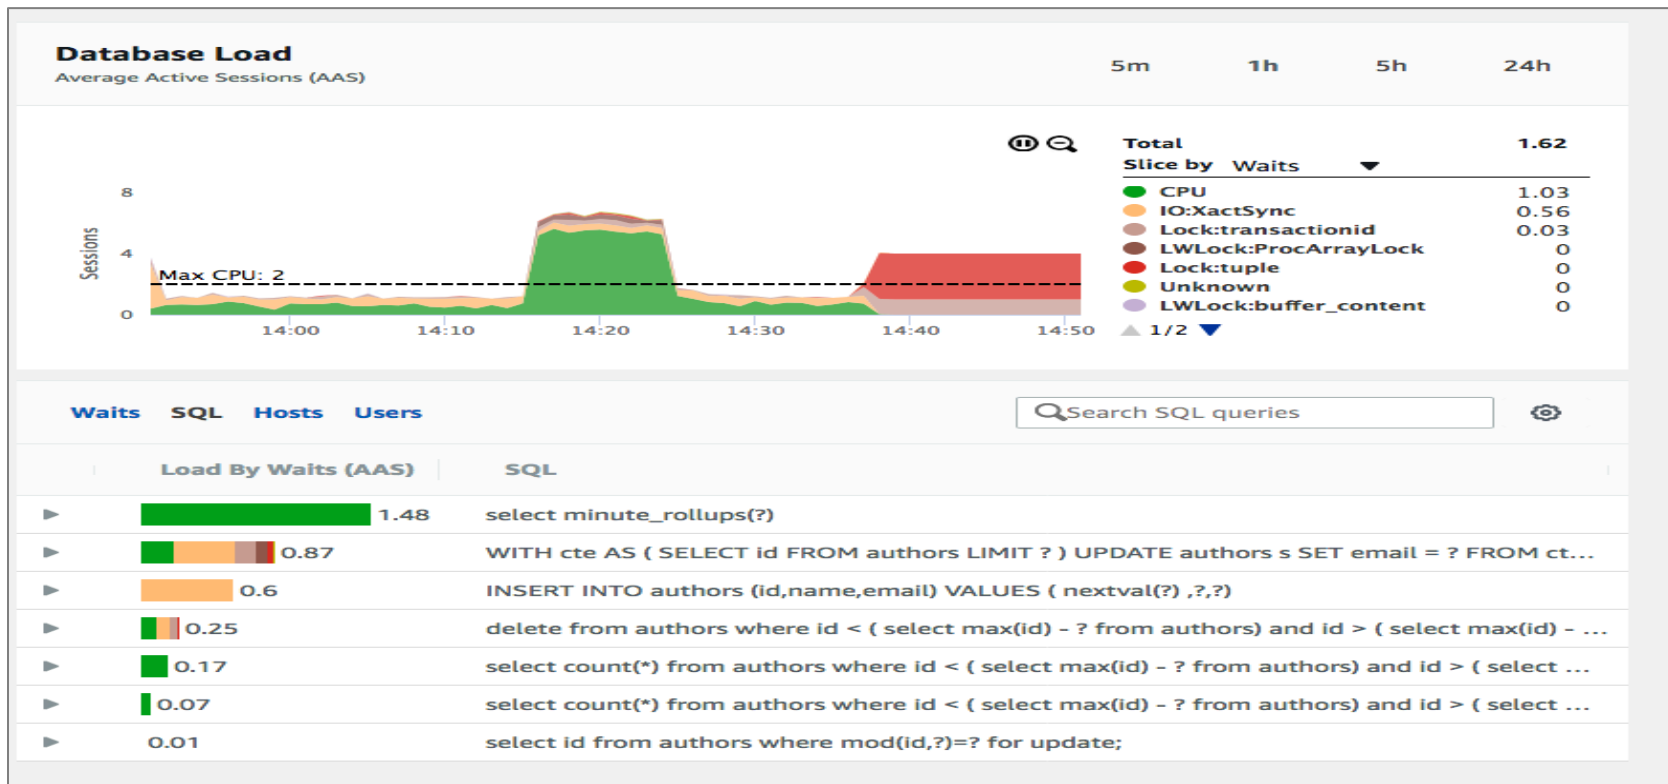 Database Load
Average Active Sessions (AAS)
5m 1h 5h 24h
Total 1.62
Slice by Waits
CPU 1.03
IO:XactSync 0.56
Lock:transactionid 0.03
LWLock:ProcArrayLock 0
Lock:tuple 0
Unknown 0
LWLock:buffer_content 0
1/2
Sessions
8
4
0
Max CPU: 2
14:00 14:10 14:20 14:30 14:40 14:50
Waits SQL Hosts Users
Search SQL queries
Load By Waits (AAS) SQL
1.48 select minute_rollups(?)
0.87 WITH cte AS ( SELECT id FROM authors LIMIT ? ) UPDATE authors s SET email = ? FROM ct...
0.6 INSERT INTO authors (id,name,email) VALUES ( nextval(?) ,?,?)
0.25 delete from authors where id < ( select max(id) - ? from authors) and id > ( select max(id) - ...
0.17 select count(*) from authors where id < ( select max(id) - ? from authors) and id > ( select ...
0.07 select count(*) from authors where id < ( select max(id) - ? from authors) and id > ( select ...
0.01 select id from authors where mod(id,?)=? for update;